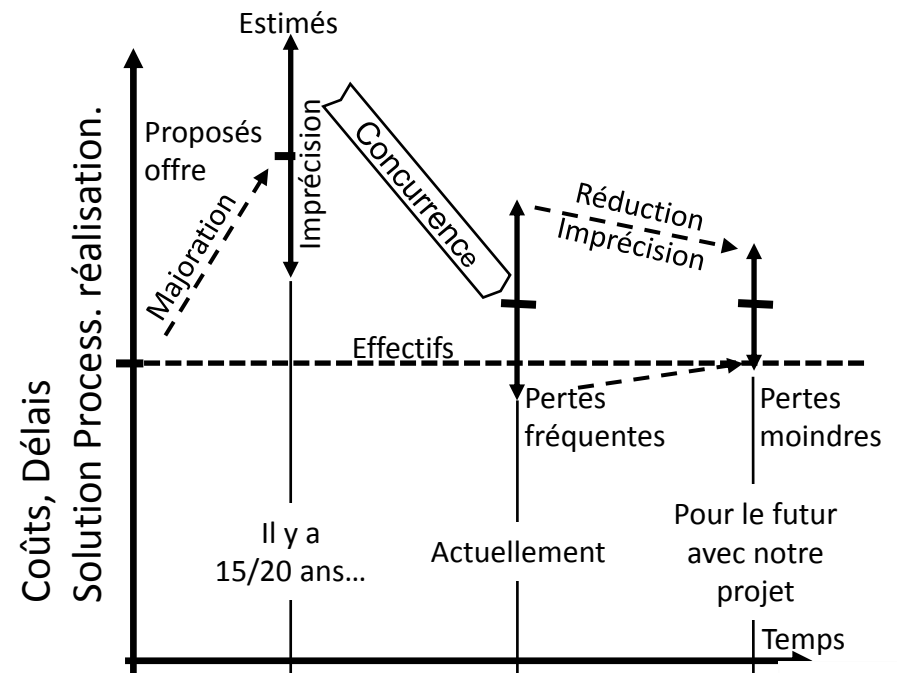 Estimés
Proposés
offre
Imprécision
Majoration
Concurrence
Réduction
Imprécision
Effectifs
Pertes
fréquentes
Pertes
moindres
Coûts, Délais
Solution Process. réalisation.
Il y a
15/20 ans...
Actuellement
Pour le futur
avec notre
projet
Temps